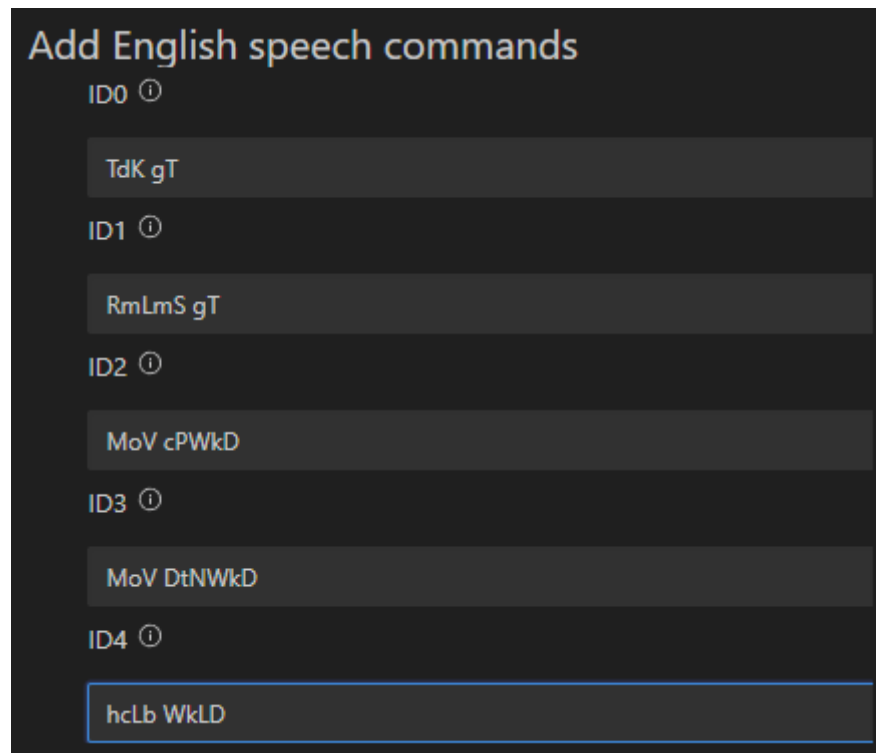 Add English speech commands
ID0
TdK gT
ID1
RmLmS gT
ID2
MoV cPWkD
ID3
MoV DtNWkD
ID4
hcLb WkLD